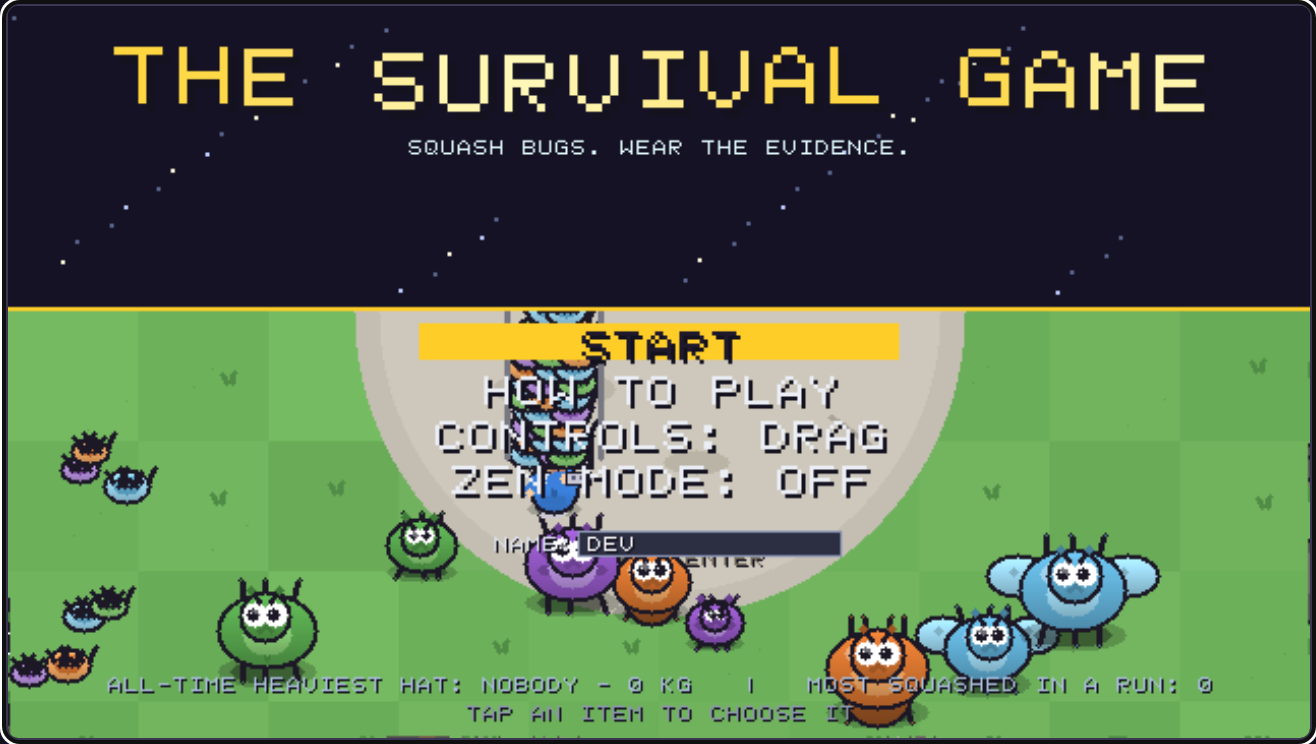 THE SURVIVAL GAME
SQUASH BUGS. WEAR THE EVIDENCE.
START
HOW TO PLAY
CONTROLS: DRAG
ZEN MODE: OFF
NAME: DEV
ENTER
ALL-TIME HEAVIEST HAT: NOBODY - 0 KG | MOST SQUASHED IN A RUN: 0
TAP AN ITEM TO CHOOSE IT